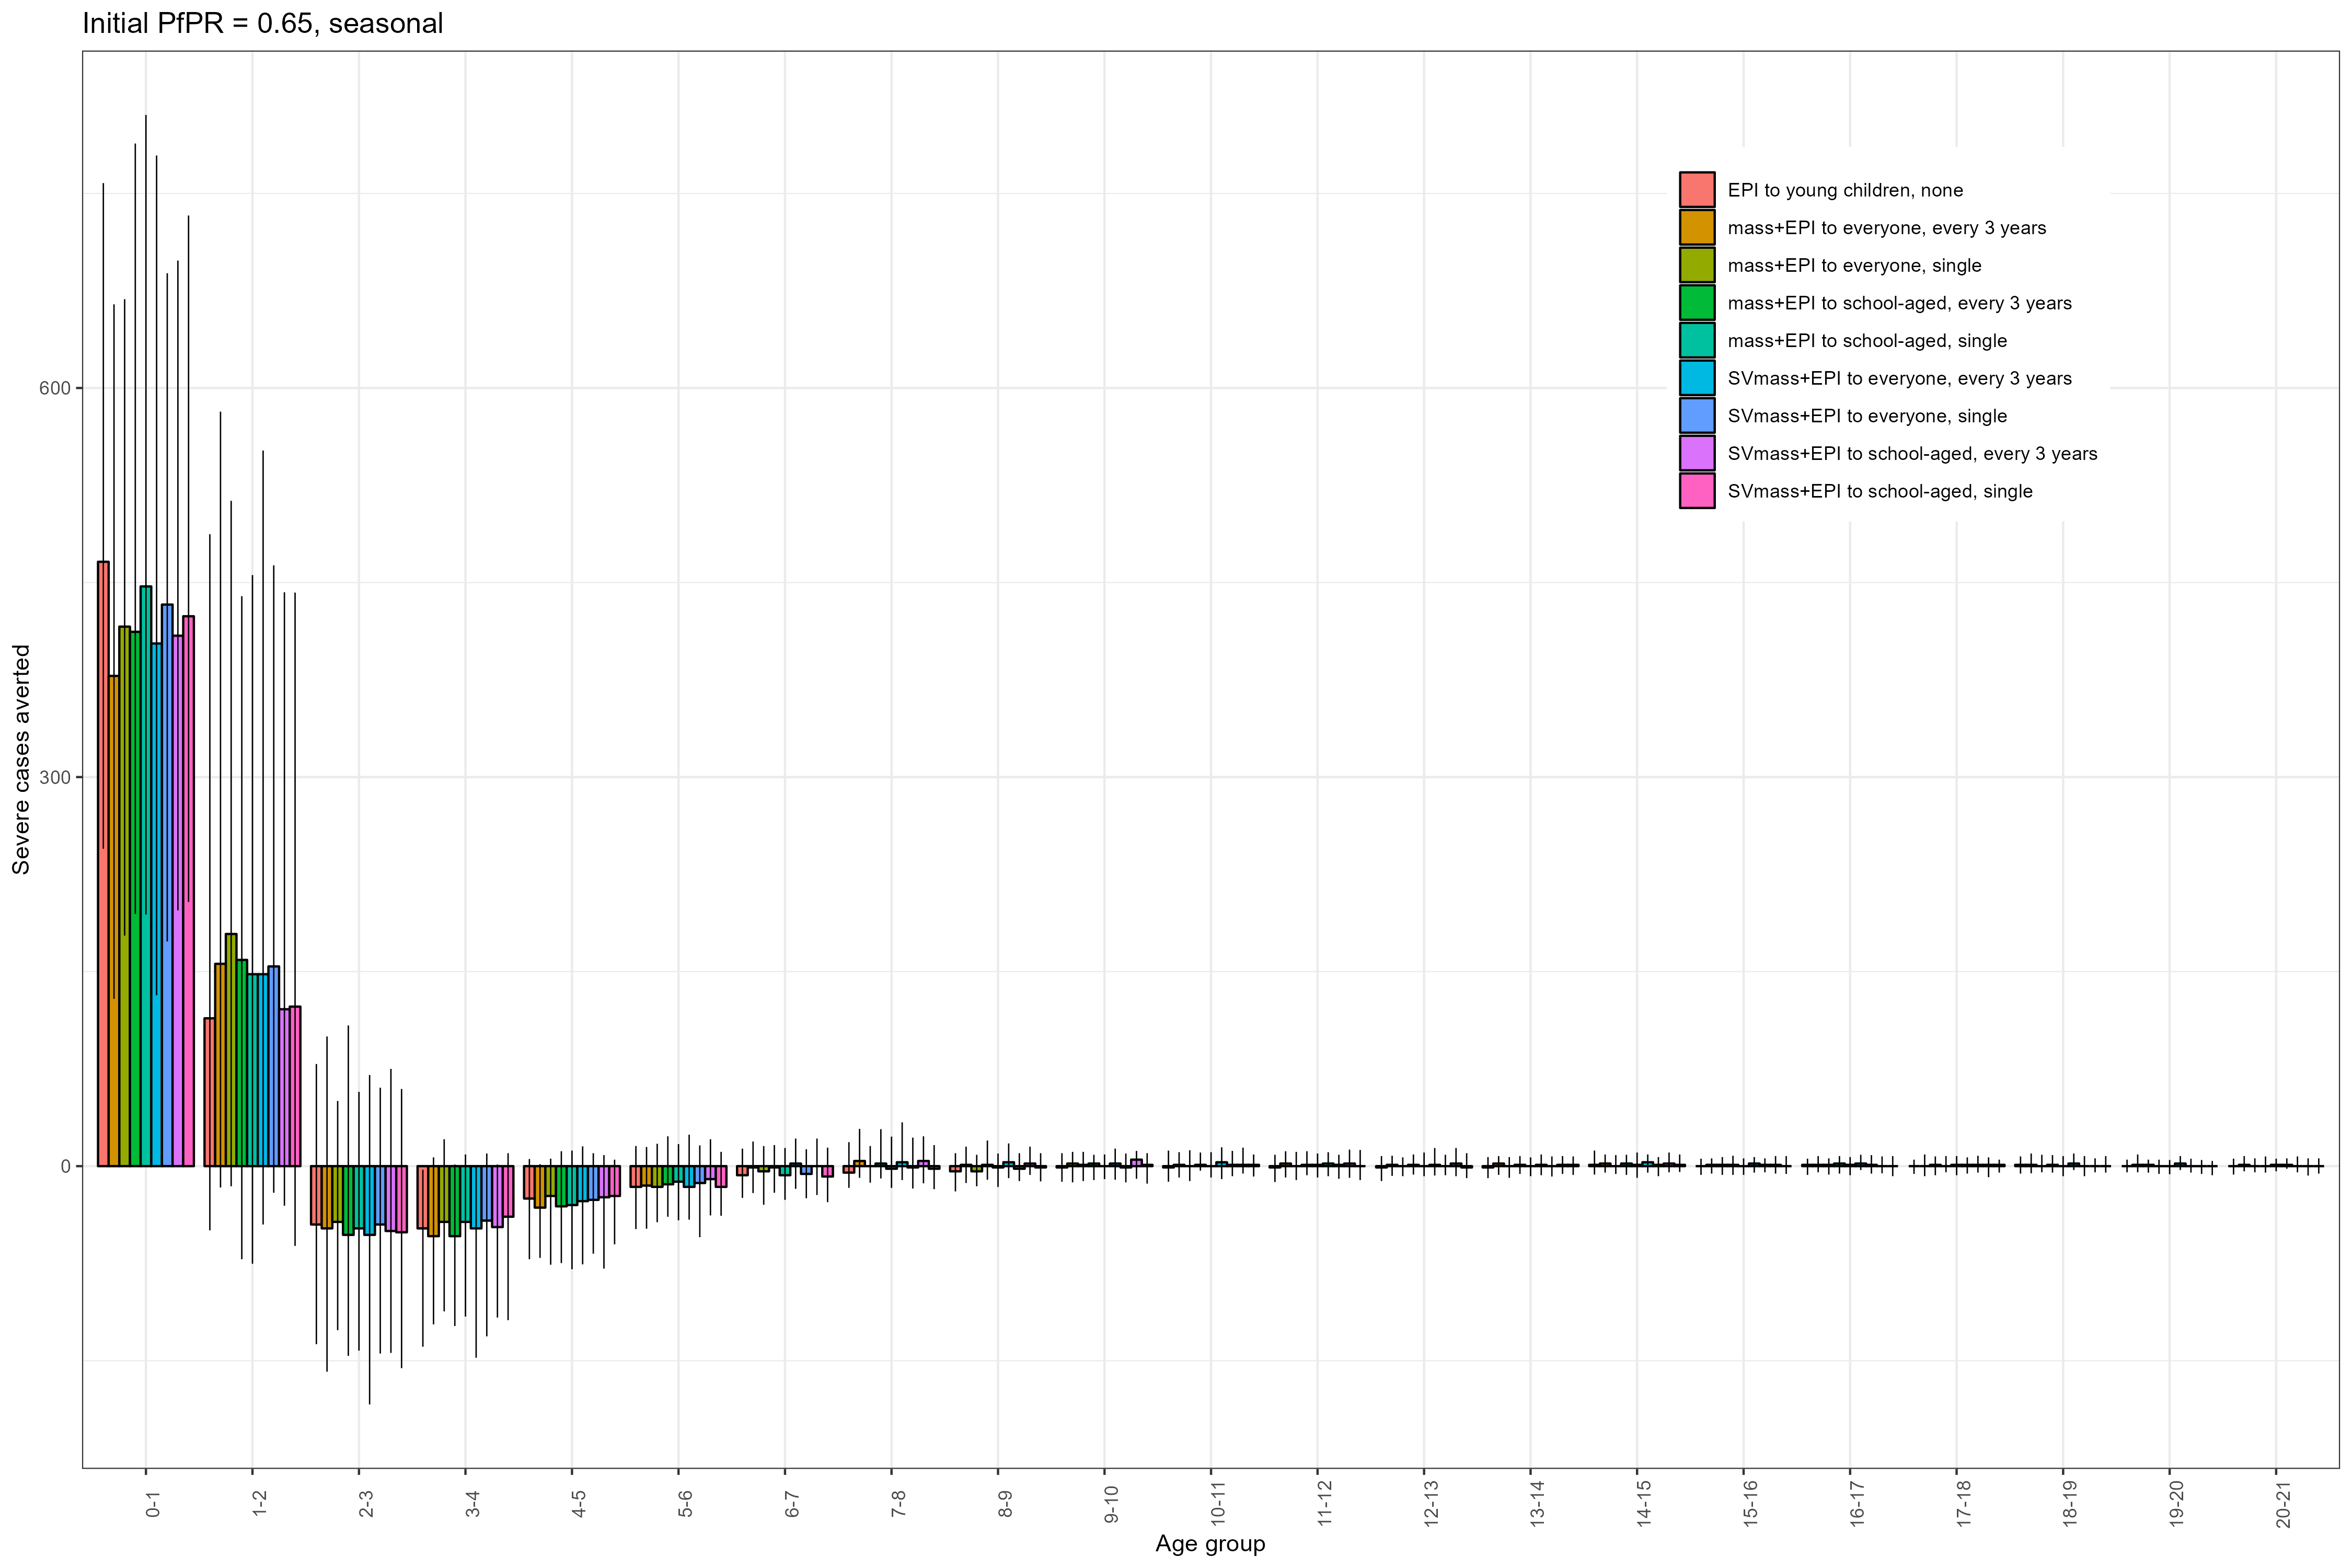 Initial PfPR = 0.65, seasonal
Severe cases averted
600
300
0
EPI to young children, none
mass+EPI to everyone, every 3 years
mass+EPI to everyone, single
mass+EPI to school-aged, every 3 years
mass+EPI to school-aged, single
SVmass+EPI to everyone, every 3 years
SVmass+EPI to everyone, single
SVmass+EPI to school-aged, every 3 years
SVmass+EPI to school-aged, single
0-1
1-2
2-3
3-4
4-5
5-6
6-7
7-8
8-9
9-10
10-11
11-12
12-13
13-14
14-15
15-16
16-17
17-18
18-19
19-20
20-21
Age group